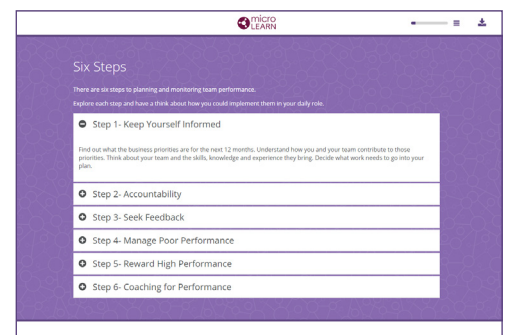 micro
LEARN
Six Steps
There are six steps to planning and monitoring team performance.
Explore each step and have a think about how you could implement them in your daily role.
Step 1- Keep Yourself Informed
Find out what the business priorities are for the next 12 months. Understand how you and your team contribute to those
priorities. Think about your team and the skills, knowledge and experience they bring. Decide what work needs to go into your
plan.
Step 2- Accountability
Step 3- Seek Feedback
Step 4- Manage Poor Performance
Step 5- Reward High Performance
Step 6- Coaching for Performance